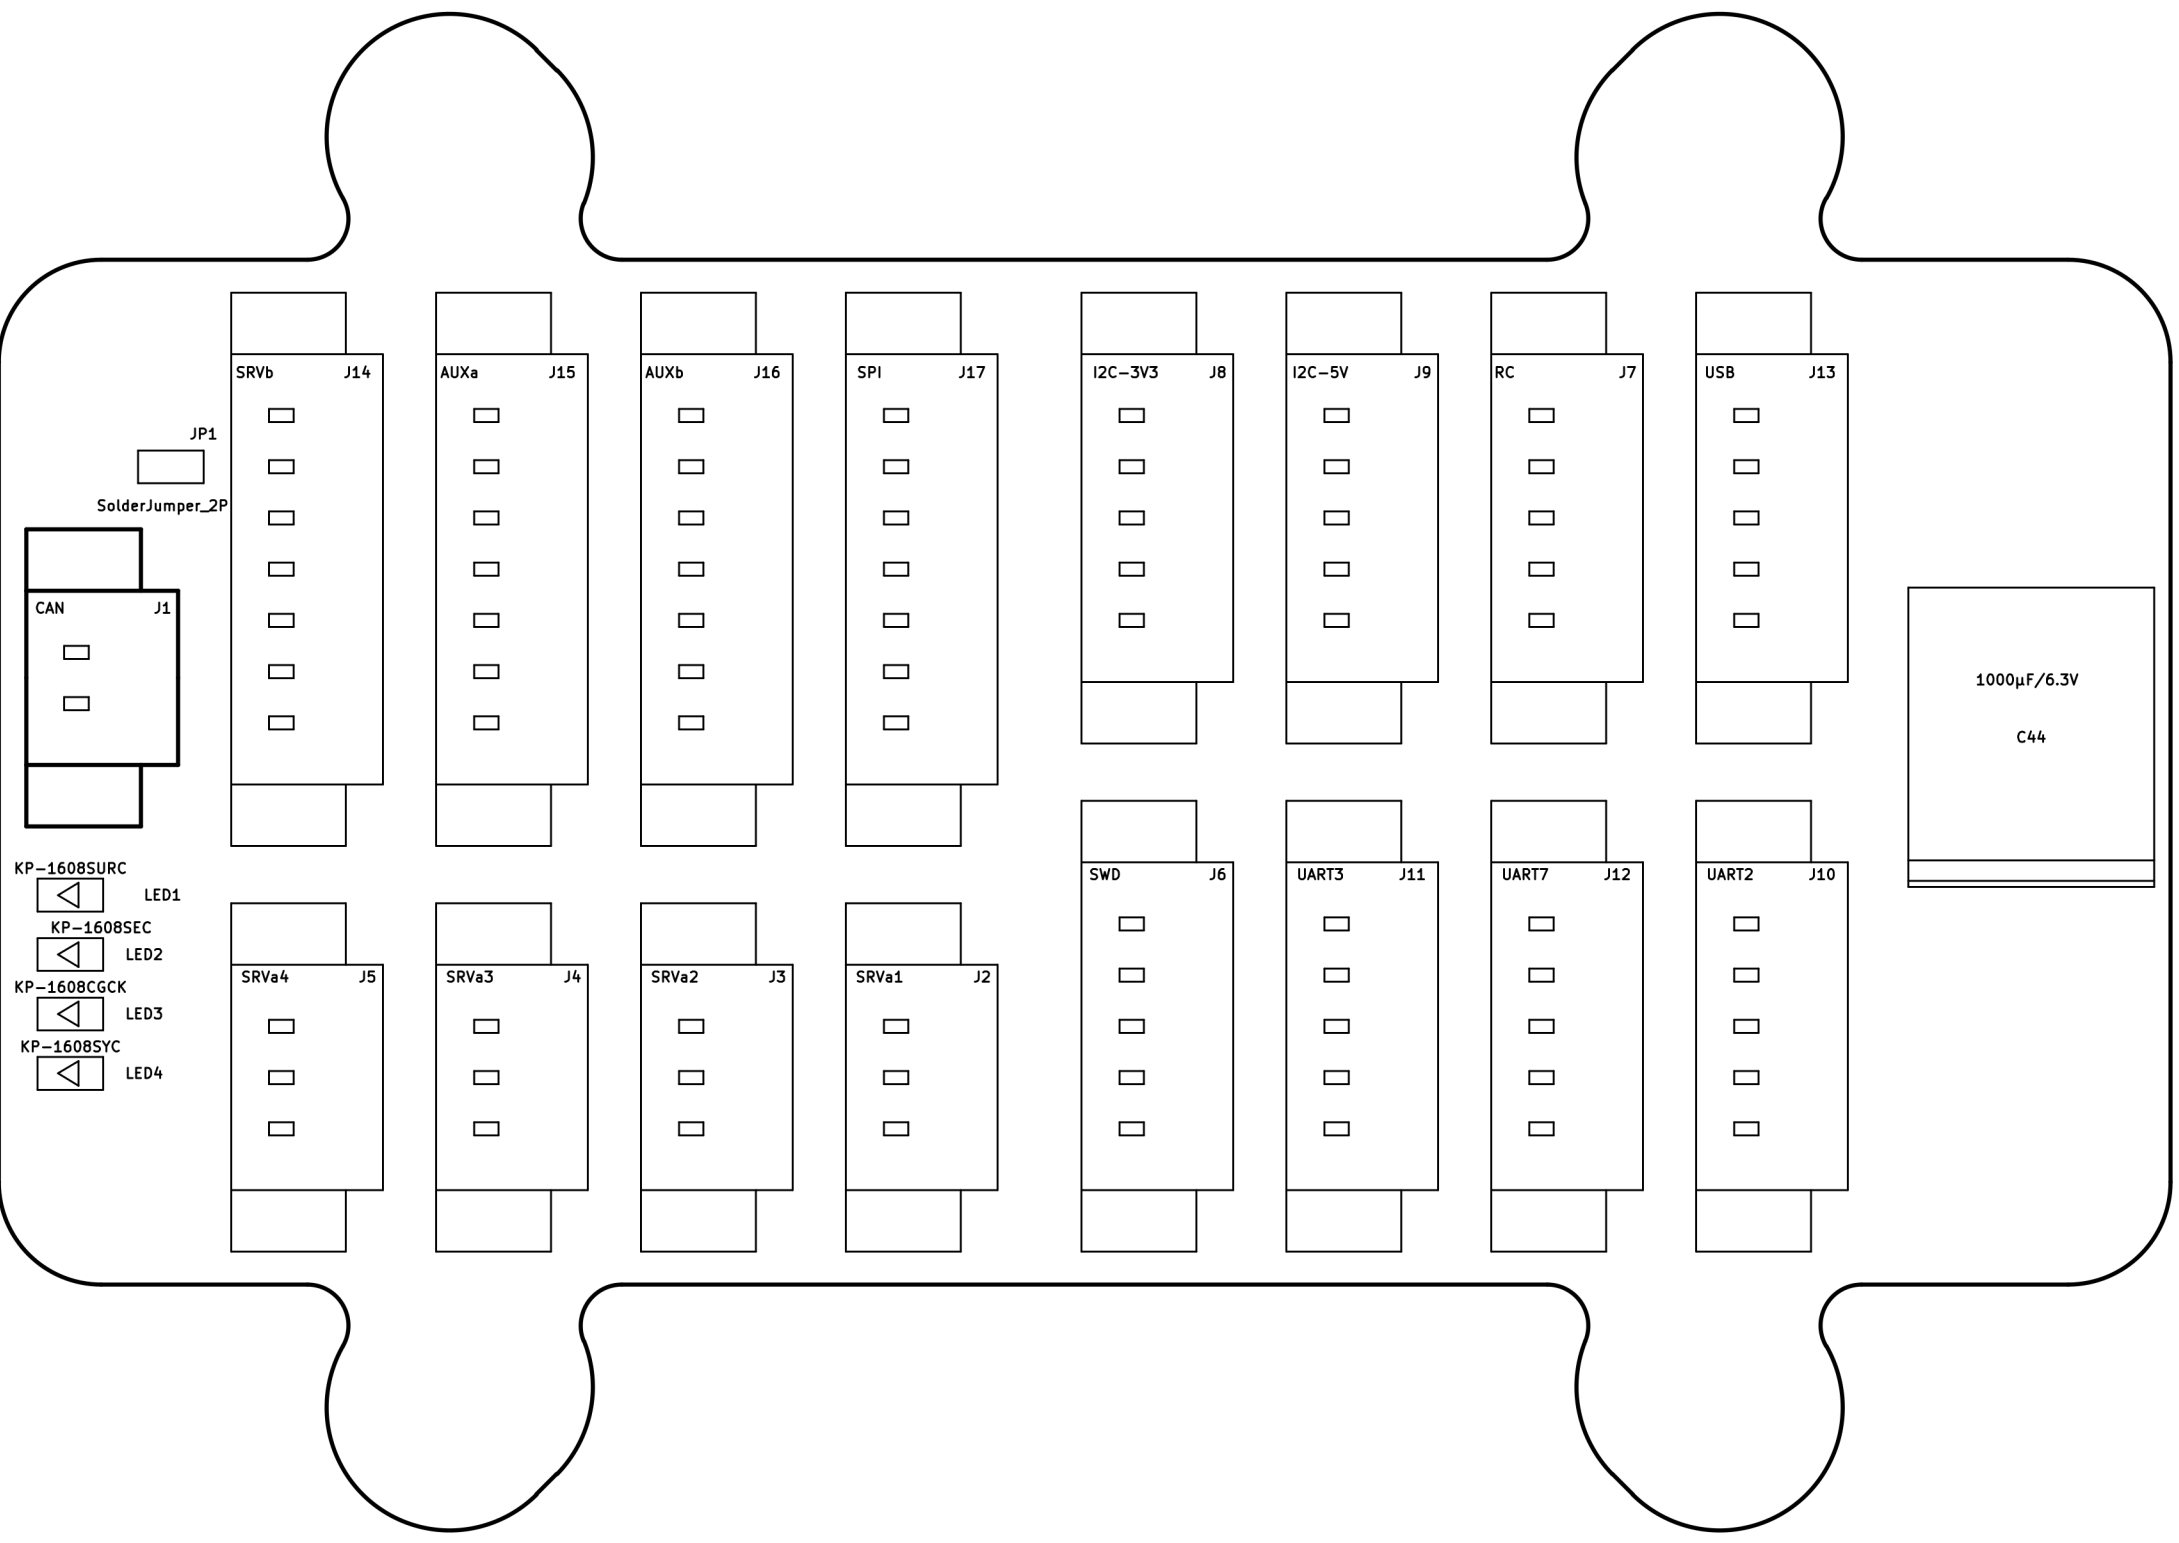 SRVb J14
AUXa J15
AUXb J16
SPI J17
I2C-3V3 J8
I2C-5V J9
RC J7
USB J13
JP1
SolderJumper_2P
CAN J1
1000µF/6.3V
C44
KP-1608SURC
LED1
KP-1608SEC
LED2
KP-1608CGCK
LED3
KP-1608SYC
LED4
SWD J6
UART3 J11
UART7 J12
UART2 J10
SRVa4 J5
SRVa3 J4
SRVa2 J3
SRVa1 J2